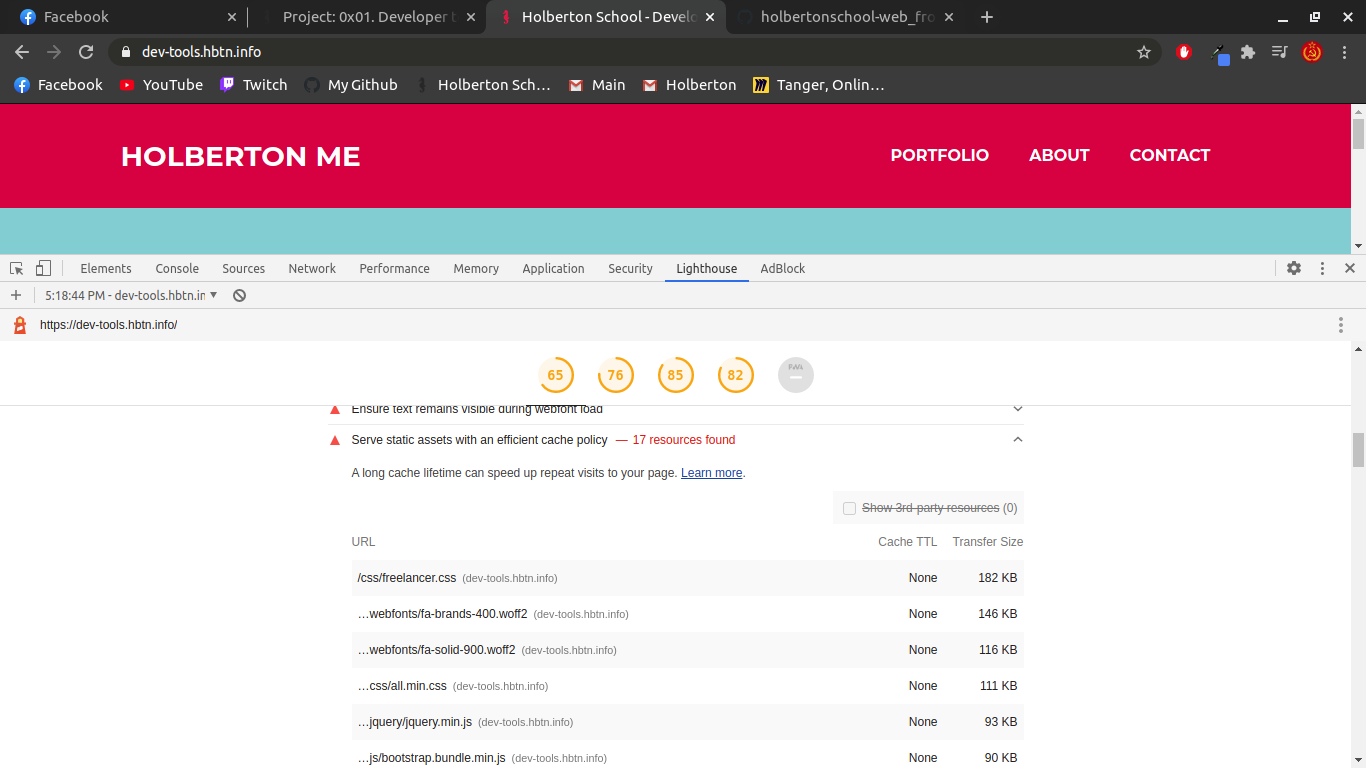 Facebook
Project: 0x01. Developer t
Holberton School - Develo
holbertonschool-web_fro
dev-tools.hbtn.info
Facebook YouTube Twitch My Github Holberton Sch… Main Holberton Tanger, Onlin…
HOLBERTON ME PORTFOLIO ABOUT CONTACT
Elements Console Sources Network Performance Memory Application Security Lighthouse AdBlock
5:18:44 PM - dev-tools.hbtn.in
https://dev-tools.hbtn.info/
65 76 85 82 PWA
Ensure text remains visible during webfont load
Serve static assets with an efficient cache policy — 17 resources found
A long cache lifetime can speed up repeat visits to your page. Learn more.
Show 3rd-party resources (0)
URL Cache TTL Transfer Size
/css/freelancer.css (dev-tools.hbtn.info) None 182 KB
…webfonts/fa-brands-400.woff2 (dev-tools.hbtn.info) None 146 KB
…webfonts/fa-solid-900.woff2 (dev-tools.hbtn.info) None 116 KB
…css/all.min.css (dev-tools.hbtn.info) None 111 KB
…jquery/jquery.min.js (dev-tools.hbtn.info) None 93 KB
…js/bootstrap.bundle.min.js (dev-tools.hbtn.info) None 90 KB